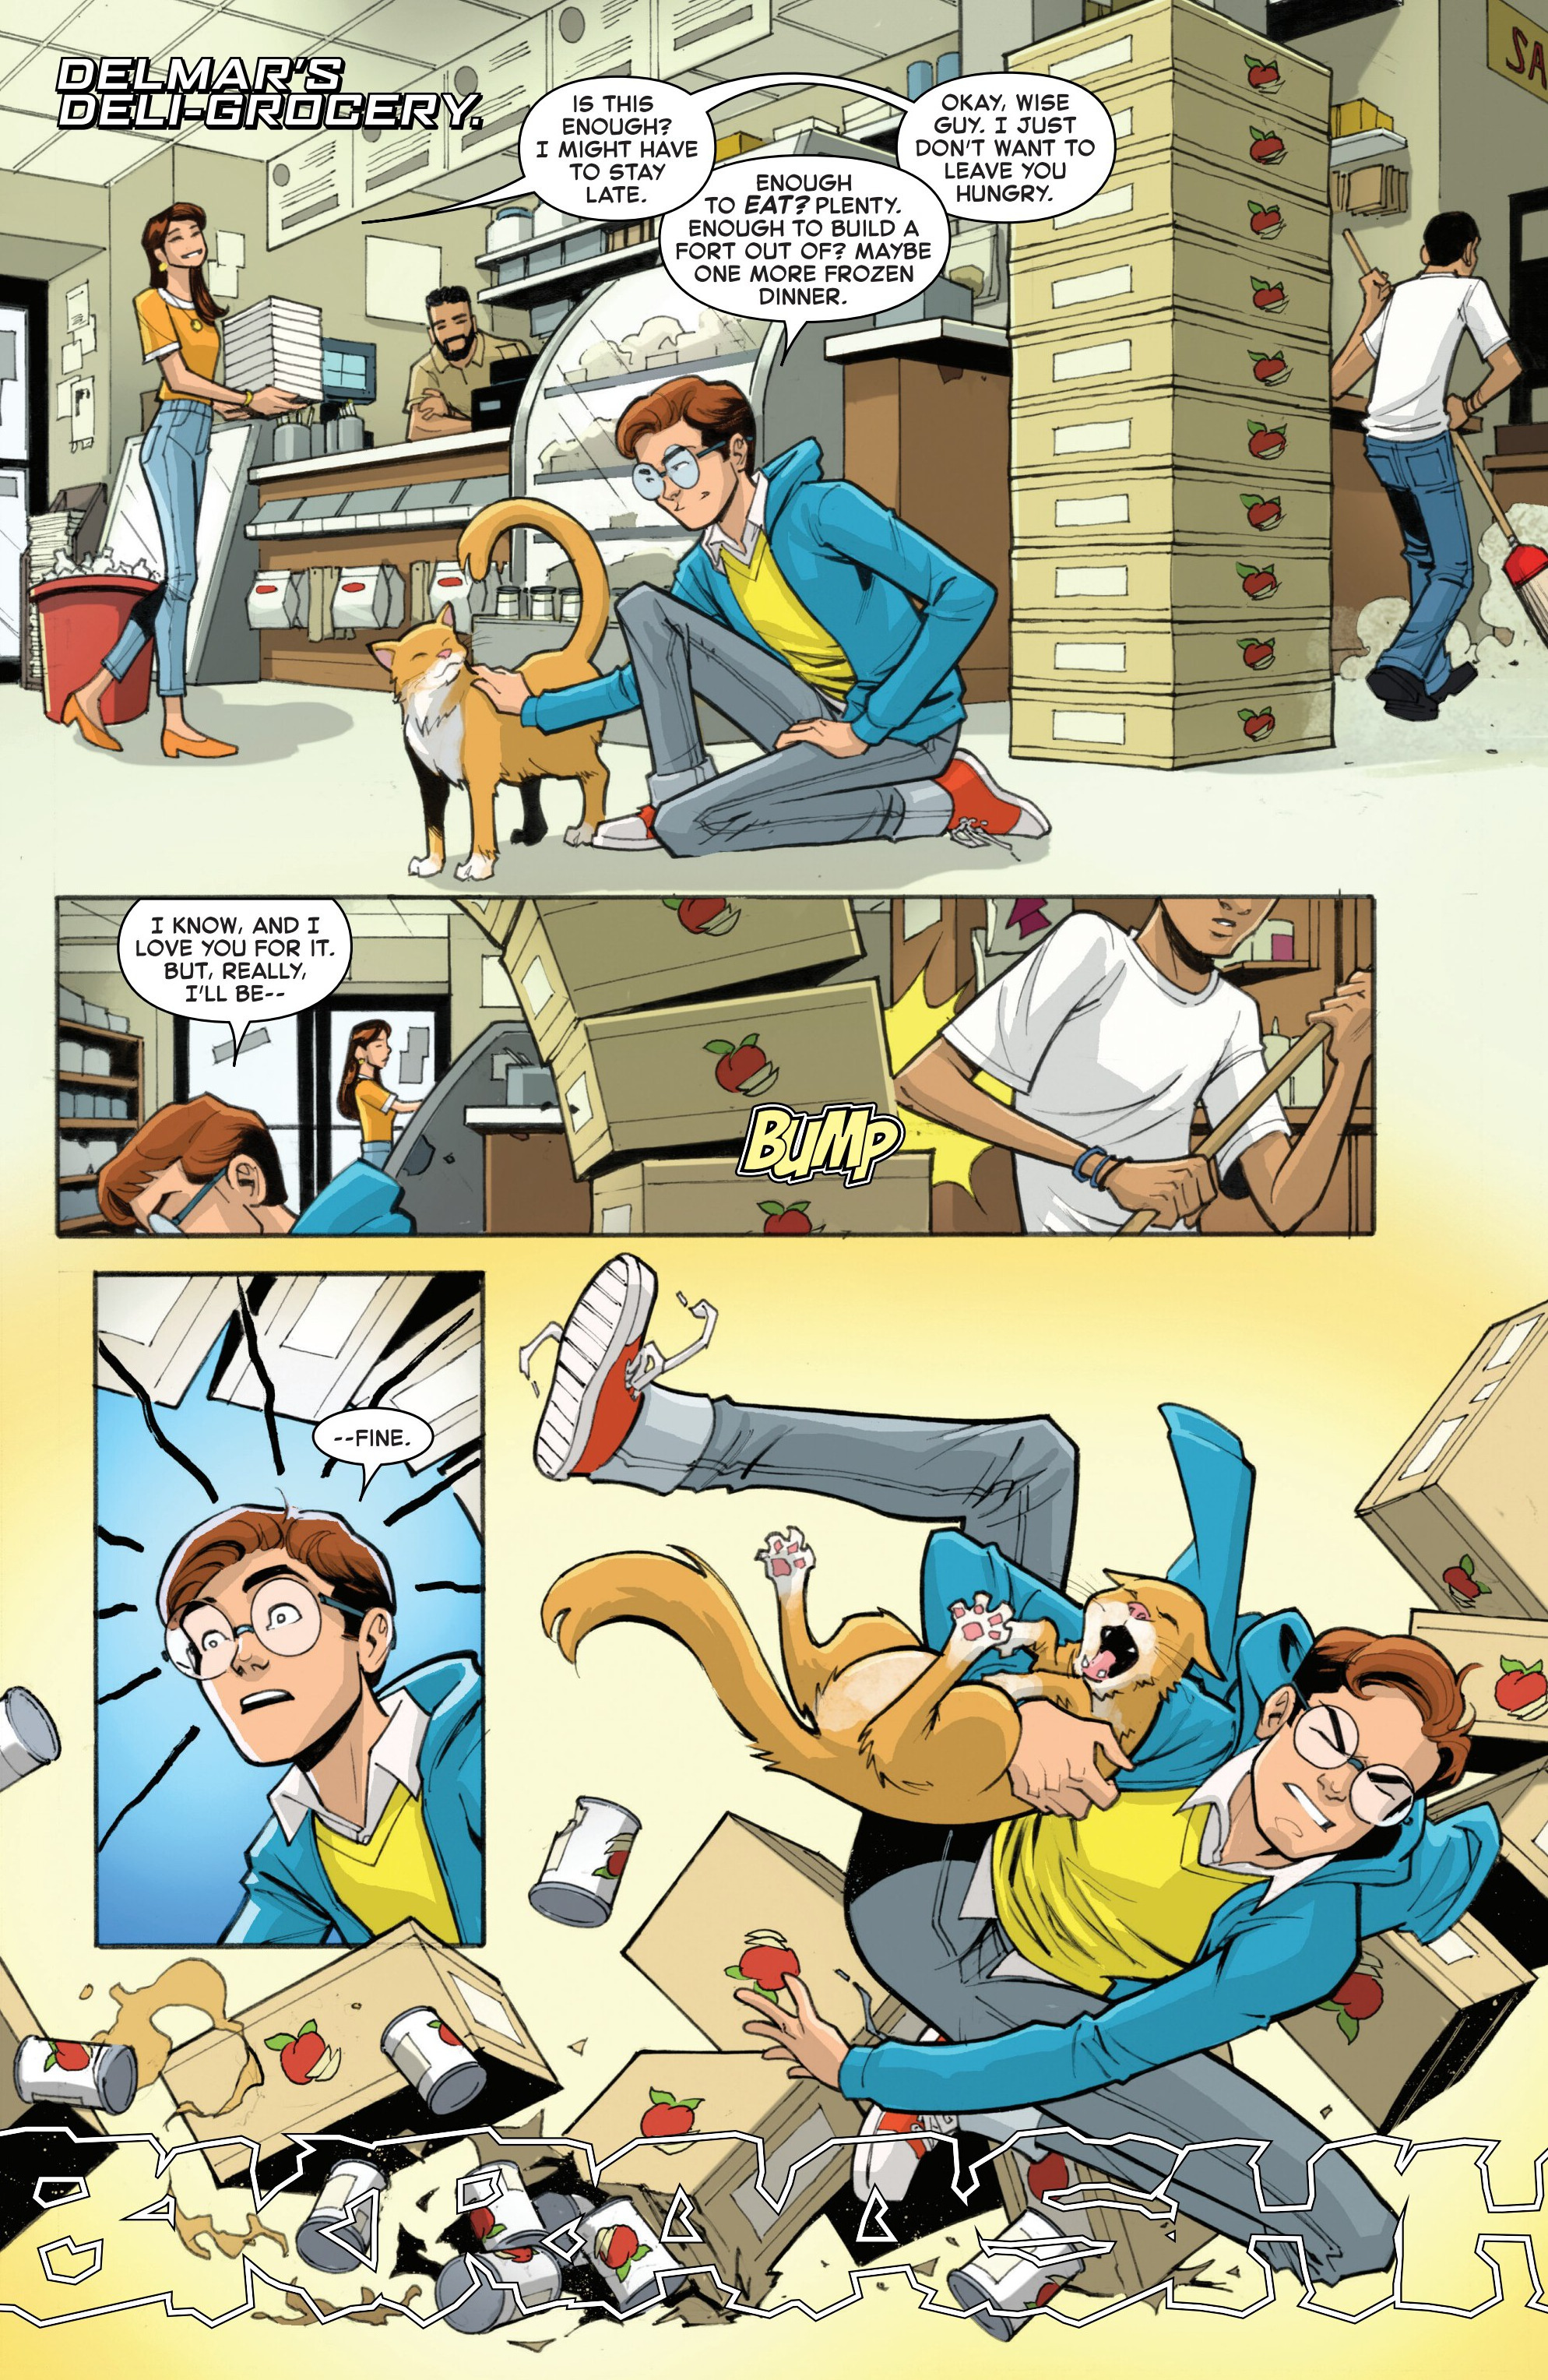 DELMAR'S
DELI-GROCERY.
IS THIS
ENOUGH?
I MIGHT HAVE
TO STAY
LATE.
ENOUGH
TO EAT? PLENTY.
ENOUGH TO BUILD A
FORT OUT OF? MAYBE
ONE MORE FROZEN
DINNER.
OKAY, WISE
GUY. I JUST
DON'T WANT TO
LEAVE YOU
HUNGRY.
SA
I KNOW, AND I
LOVE YOU FOR IT.
BUT, REALLY,
I'LL BE--
BUMP
--FINE.